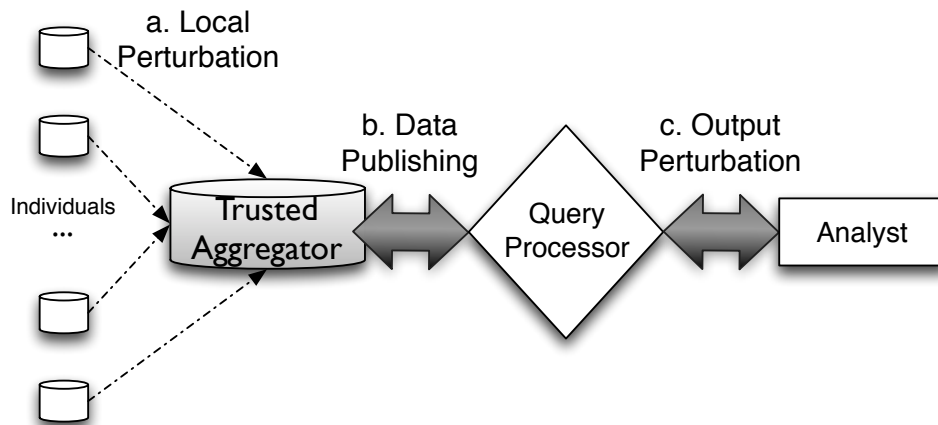 a. Local
Perturbation
b. Data
Publishing
c. Output
Perturbation
Individuals
...
Trusted
Aggregator
Query
Processor
Analyst